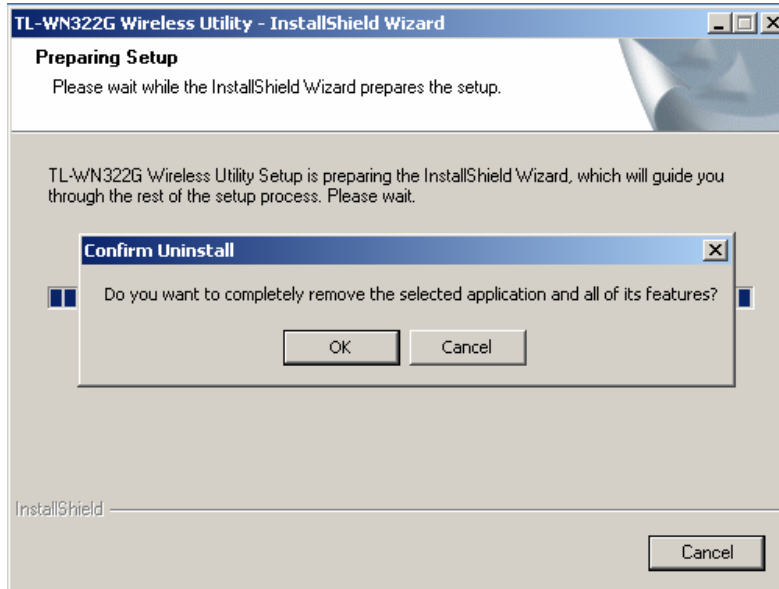 TL-WN322G Wireless Utility - InstallShield Wizard
Preparing Setup
Please wait while the InstallShield Wizard prepares the setup.
TL-WN322G Wireless Utility Setup is preparing the InstallShield Wizard, which will guide you
through the rest of the setup process. Please wait.
Confirm Uninstall
Do you want to completely remove the selected application and all of its features?
OK
Cancel
InstallShield
Cancel